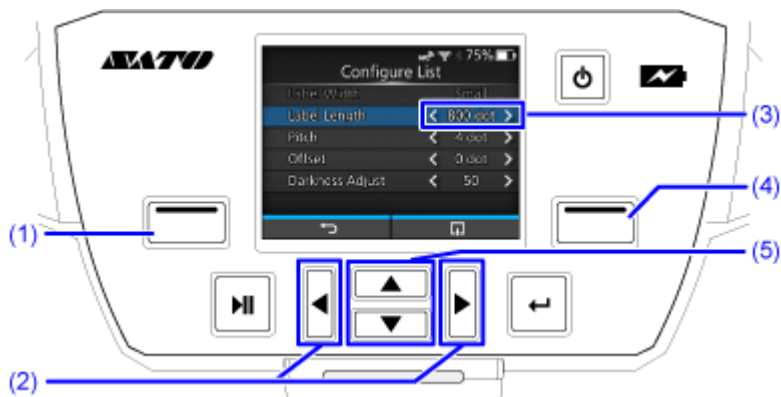 SATO
75%
Configure List
Label Width Small
Label Length 800 dot
Pitch 4 dot
Offset 0 dot
Darkness Adjust 50
(1)
(2)
(3)
(4)
(5)